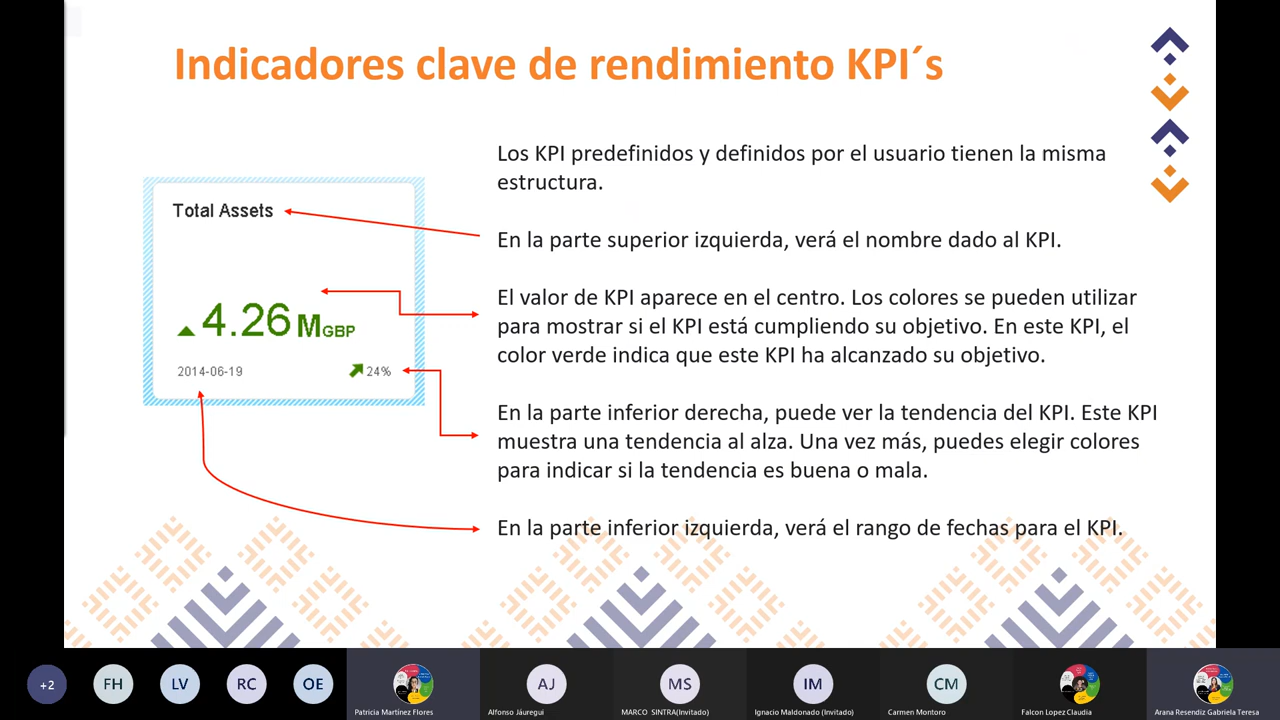 Indicadores clave de rendimiento KPI´s
Los KPI predefinidos y definidos por el usuario tienen la misma
estructura.
Total Assets
En la parte superior izquierda, verá el nombre dado al KPI.
El valor de KPI aparece en el centro. Los colores se pueden utilizar
para mostrar si el KPI está cumpliendo su objetivo. En este KPI, el
color verde indica que este KPI ha alcanzado su objetivo.
4.26 M GBP
2014-06-19
24%
En la parte inferior derecha, puede ver la tendencia del KPI. Este KPI
muestra una tendencia al alza. Una vez más, puedes elegir colores
para indicar si la tendencia es buena o mala.
En la parte inferior izquierda, verá el rango de fechas para el KPI.
+2
FH
LV
RC
OE
AJ
MS
IM
CM
Patricia Martínez Flores
Alfonso Jáuregui
MARCO SINTRA(Invitado)
Ignacio Maldonado (Invitado)
Carmen Montoro
Falcon Lopez Claudia
Arana Resendiz Gabriela Teresa